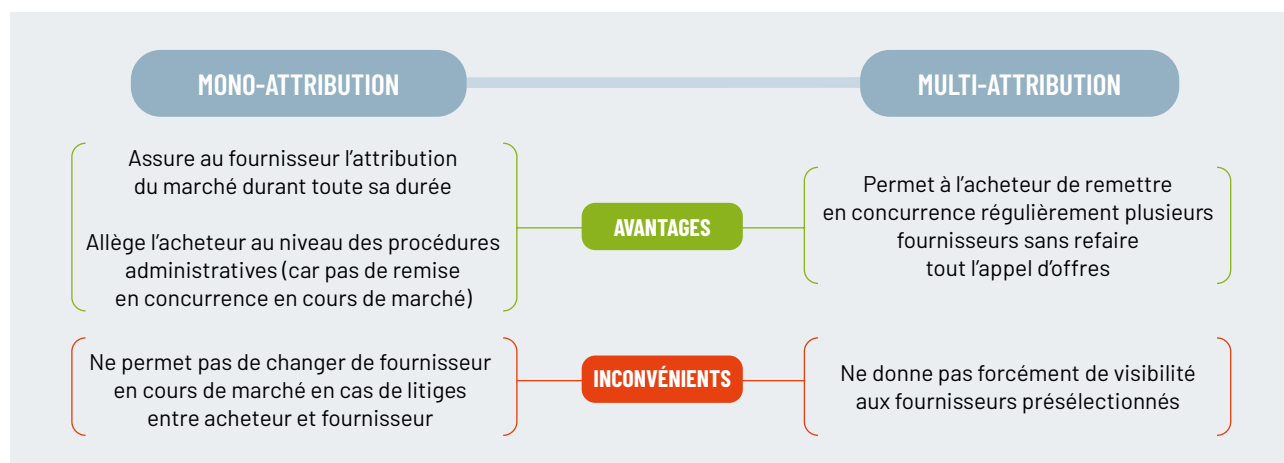 MONO-ATTRIBUTION
MULTI-ATTRIBUTION
Assure au fournisseur l’attribution
du marché durant toute sa durée
Allège l’acheteur au niveau des procédures
administratives (car pas de remise
en concurrence en cours de marché)
AVANTAGES
Permet à l’acheteur de remettre
en concurrence régulièrement plusieurs
fournisseurs sans refaire
tout l’appel d’offres
Ne permet pas de changer de fournisseur
en cours de marché en cas de litiges
entre acheteur et fournisseur
INCONVÉNIENTS
Ne donne pas forcément de visibilité
aux fournisseurs présélectionnés